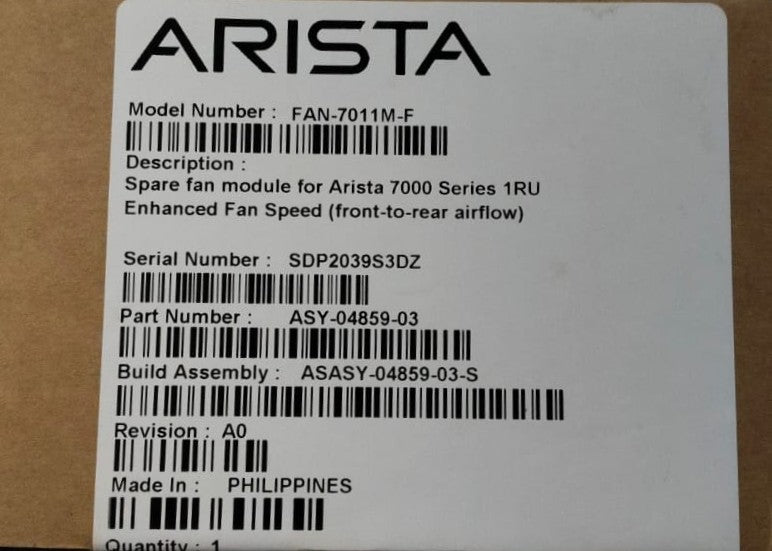 ARISTA
Model Number : FAN-7011M-F
Description :
Spare fan module for Arista 7000 Series 1RU
Enhanced Fan Speed (front-to-rear airflow)
Serial Number : SDP2039S3DZ
Part Number : ASY-04859-03
Build Assembly : ASASY-04859-03-S
Revision : A0
Made In : PHILIPPINES
Quantity : 1